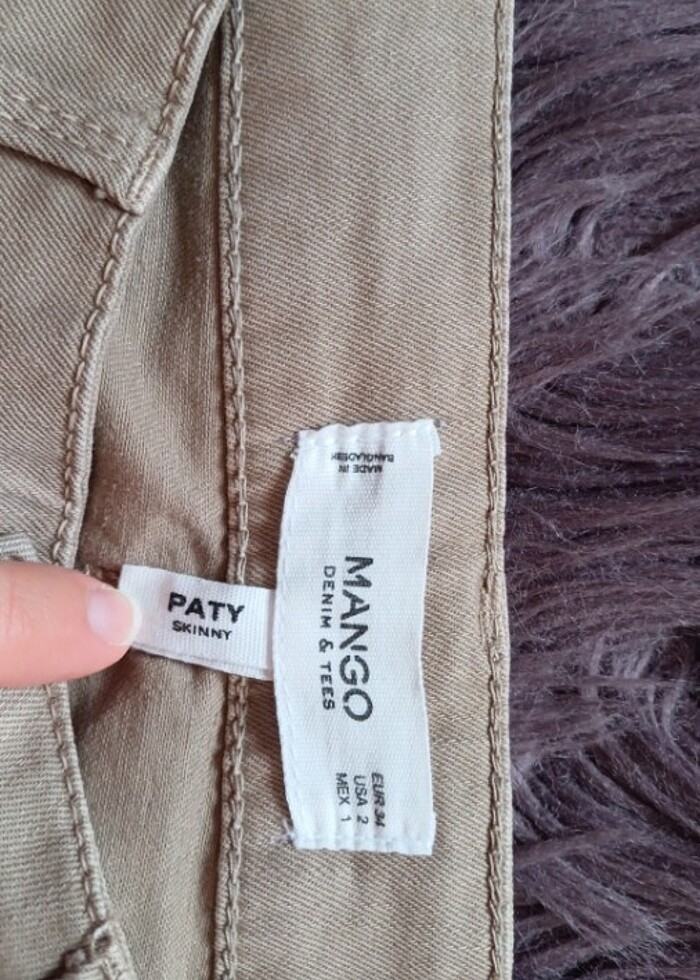 MADE IN
BANGLADESH
MANGO
DENIM & TEES
EUR 34
USA 2
MEX 1
PATY
SKINNY